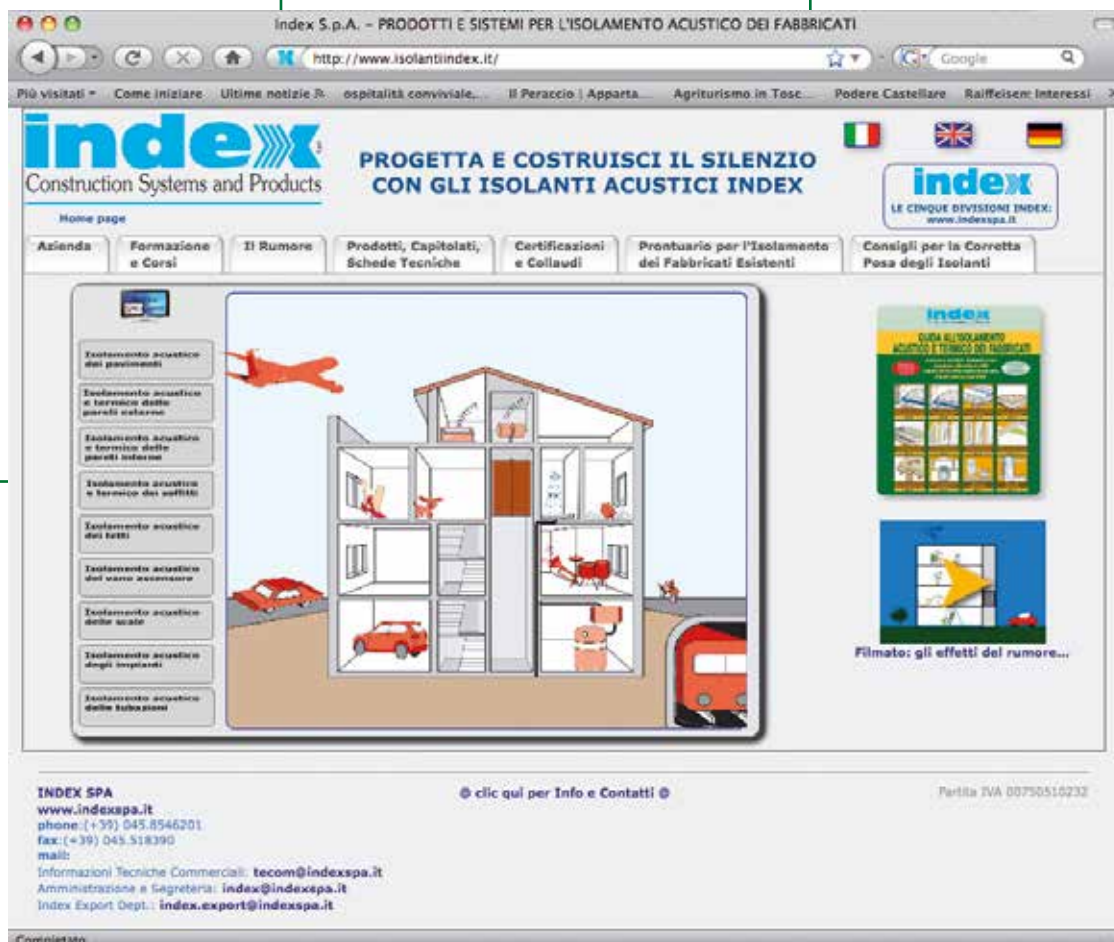 Index S.p.A. – PRODOTTI E SISTEMI PER L'ISOLAMENTO ACUSTICO DEI FABBRICATI
http://www.isolantiindex.it/
Google
Più visitati
Come iniziare
Ultime notizie
ospitalità conviviale,...
Il Peraccio | Apparta...
Agriturismo in Tosc...
Podere Castellare
Raiffeisen: Interessi
index
Construction Systems and Products
PROGETTA E COSTRUISCI IL SILENZIO
CON GLI ISOLANTI ACUSTICI INDEX
index
LE CINQUE DIVISIONI INDEX:
www.indexspa.it
Home page
Azienda
Formazione
e Corsi
Il Rumore
Prodotti, Capitolati,
Schede Tecniche
Certificazioni
e Collaudi
Prontuario per l'Isolamento
dei Fabbricati Esistenti
Consigli per la Corretta
Posa degli Isolanti
Isolamento acustico
dei pavimenti
Isolamento acustico
e termico delle
pareti esterne
Isolamento acustico
e termico delle
pareti interne
Isolamento acustico
e termico dei soffitti
Isolamento acustico
dei tetti
Isolamento acustico
del vano ascensore
Isolamento acustico
delle scale
Isolamento acustico
degli impianti
Isolamento acustico
delle tubazioni
index
GUIDA ALL'ISOLAMENTO
ACUSTICO E TERMICO DEI FABBRICATI
Filmato: gli effetti del rumore...
INDEX SPA
www.indexspa.it
phone:(+39) 045.8546201
fax:(+39) 045.518390
mail:
Informazioni Tecniche Commerciali: tecom@indexspa.it
Amministrazione e Segreteria: index@indexspa.it
Index Export Dept.: index.export@indexspa.it
@ clic qui per Info e Contatti @
Partita IVA 00750510232
Completato